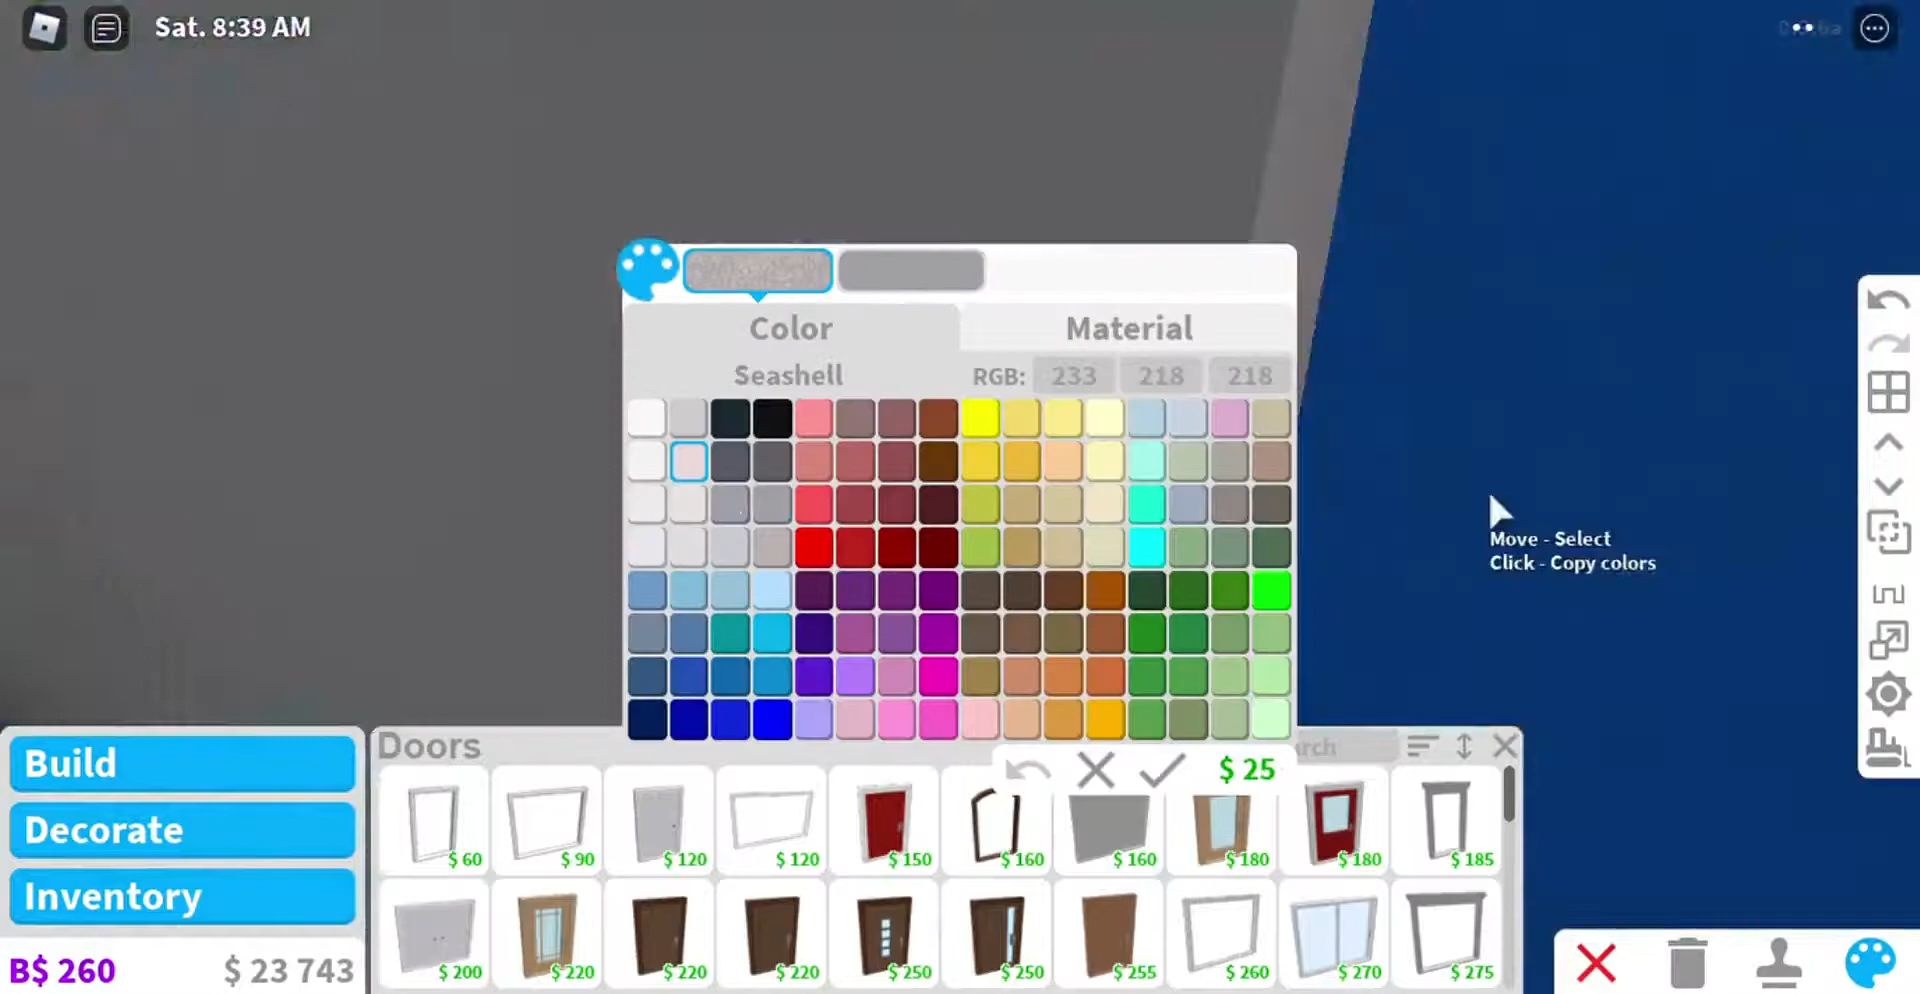 Sat. 8:39 AM
Color
Material
Seashell
RGB: 233 218 218
Move - Select
Click - Copy colors
Build
Decorate
Inventory
B$ 260
$ 23 743
Doors
$ 25
$ 60
$ 90
$ 120
$ 120
$ 150
$ 160
$ 160
$ 180
$ 180
$ 185
$ 200
$ 220
$ 220
$ 220
$ 250
$ 250
$ 255
$ 260
$ 270
$ 275